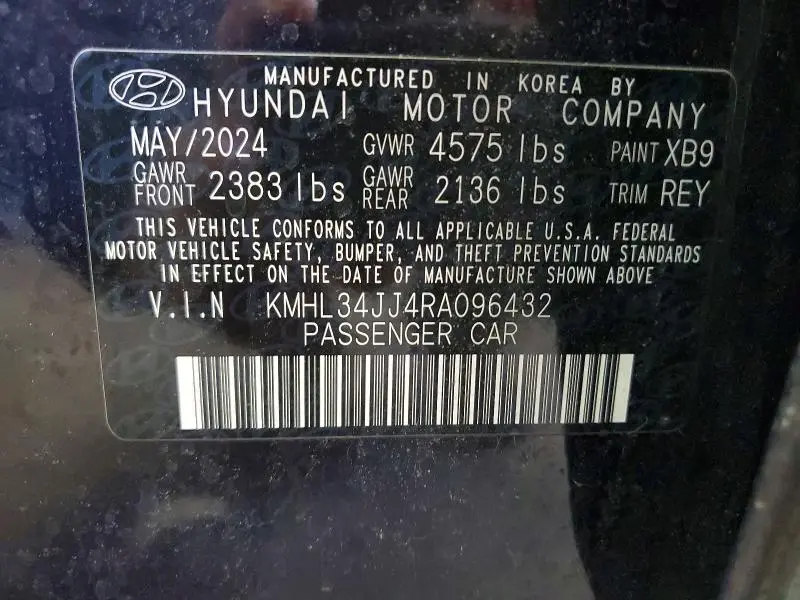 MANUFACTURED IN KOREA BY
HYUNDAI MOTOR COMPANY
MAY/2024 GVWR 4575 lbs PAINT XB9
GAWR FRONT 2383 lbs GAWR REAR 2136 lbs TRIM REY
THIS VEHICLE CONFORMS TO ALL APPLICABLE U.S.A. FEDERAL
MOTOR VEHICLE SAFETY, BUMPER, AND THEFT PREVENTION STANDARDS
IN EFFECT ON THE DATE OF MANUFACTURE SHOWN ABOVE
V.I.N KMHL34JJ4RA096432
PASSENGER CAR